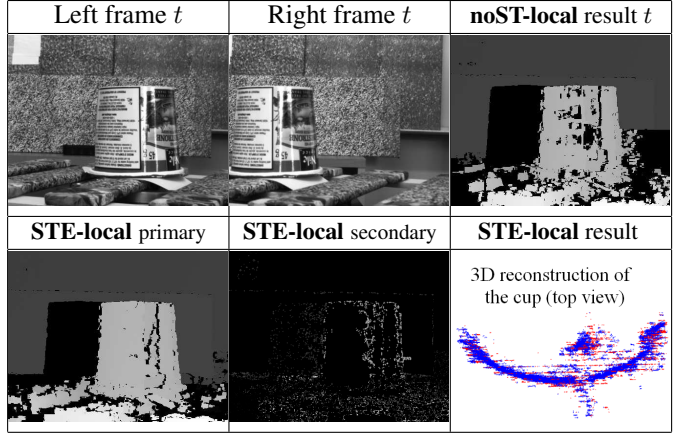 Left frame t
Right frame t
noST-local result t
STE-local primary
STE-local secondary
STE-local result
3D reconstruction of
the cup (top view)